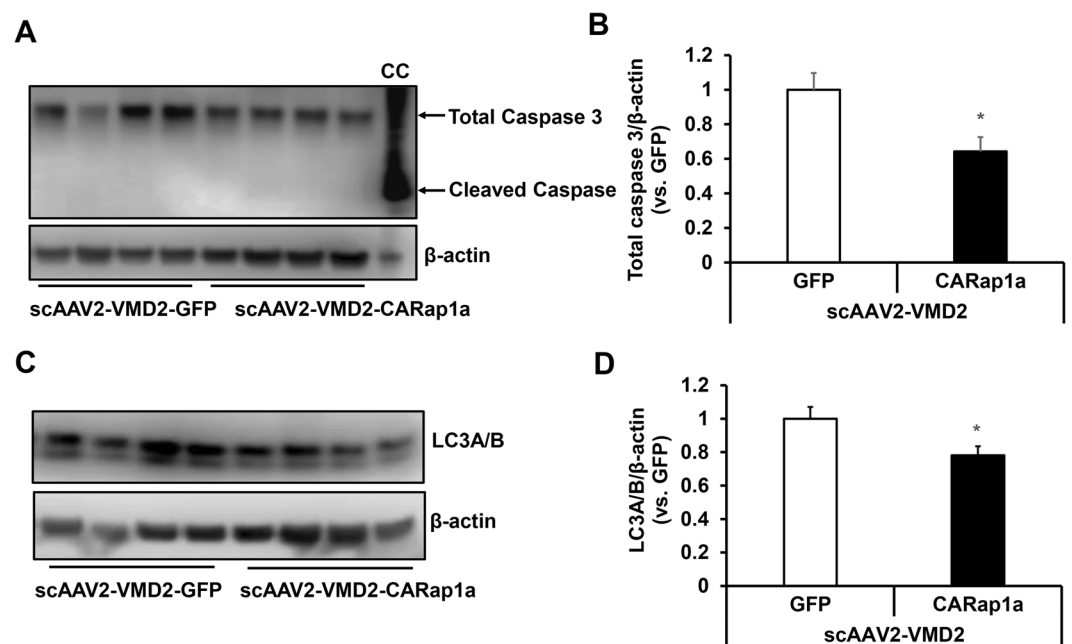 A
CC
Total Caspase 3
Cleaved Caspase
β-actin
scAAV2-VMD2-GFP scAAV2-VMD2-CARap1a
B
Total caspase 3/β-actin
(vs. GFP)
1.2
1
0.8
0.6
0.4
0.2
0
GFP CARap1a
*
scAAV2-VMD2
C
LC3A/B
β-actin
scAAV2-VMD2-GFP scAAV2-VMD2-CARap1a
D
LC3A/B/β-actin
(vs. GFP)
1.2
1
0.8
0.6
0.4
0.2
0
*
GFP CARap1a
scAAV2-VMD2